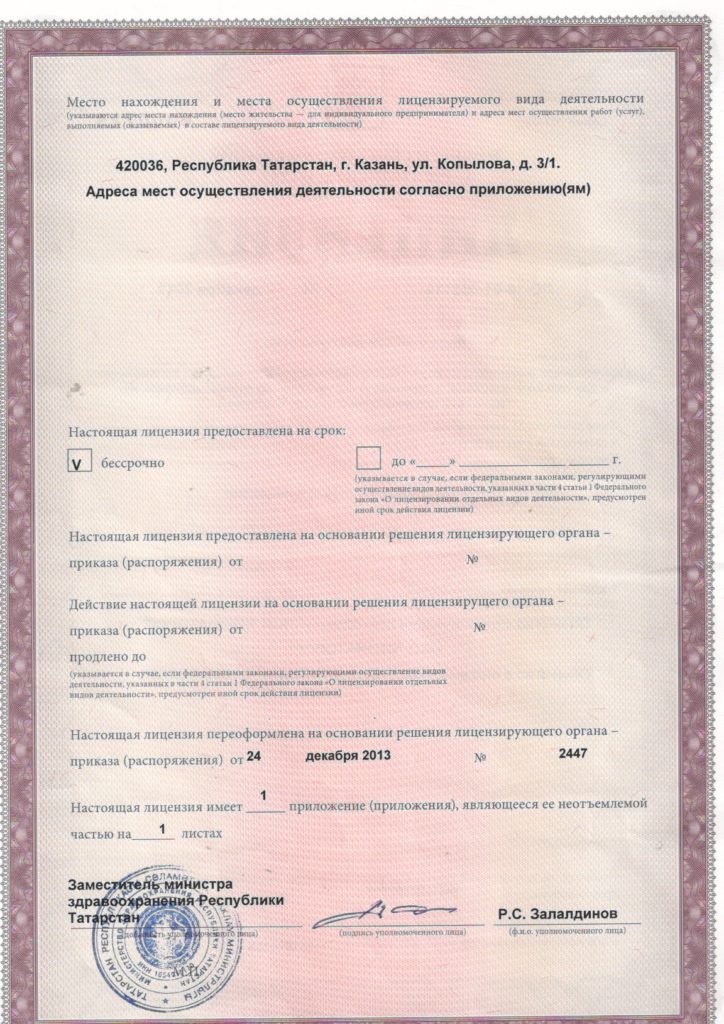 Место нахождения и места осуществления лицензируемого вида деятельности
(указываются адрес места нахождения (место жительства — для индивидуального предпринимателя) и адреса мест осуществления работ (услуг),
выполняемых (оказываемых) в составе лицензируемого вида деятельности)
420036, Республика Татарстан, г. Казань, ул. Копылова, д. 3/1.
Адреса мест осуществления деятельности согласно приложению(ям)
Настоящая лицензия предоставлена на срок:
V бессрочно
до «_____» _______________ ______ г.
(указывается в случае, если федеральными законами, регулирующими
осуществление видов деятельности, указанных в части 4 статьи 1 Федерального
закона «О лицензировании отдельных видов деятельности», предусмотрен
иной срок действия лицензии)
Настоящая лицензия предоставлена на основании решения лицензирующего органа –
приказа (распоряжения) от №
Действие настоящей лицензии на основании решения лицензирущего органа –
приказа (распоряжения) от №
продлено до
(указывается в случае, если федеральными законами, регулирующими осуществление видов
деятельности, указанных в части 4 статьи 1 Федерального закона «О лицензировании отдельных
видов деятельности», предусмотрен иной срок действия лицензии)
Настоящая лицензия переоформлена на основании решения лицензирующего органа –
приказа (распоряжения) от 24 декабря 2013 № 2447
Настоящая лицензия имеет 1 приложение (приложения), являющееся ее неотъемлемой
частью на 1 листах
Заместитель министра
здравоохранения Республики
Татарстан
Р.С. Залалдинов
(должность уполномоченного лица)
(подпись уполномоченного лица)
(ф.и.о. уполномоченного лица)
М.П.